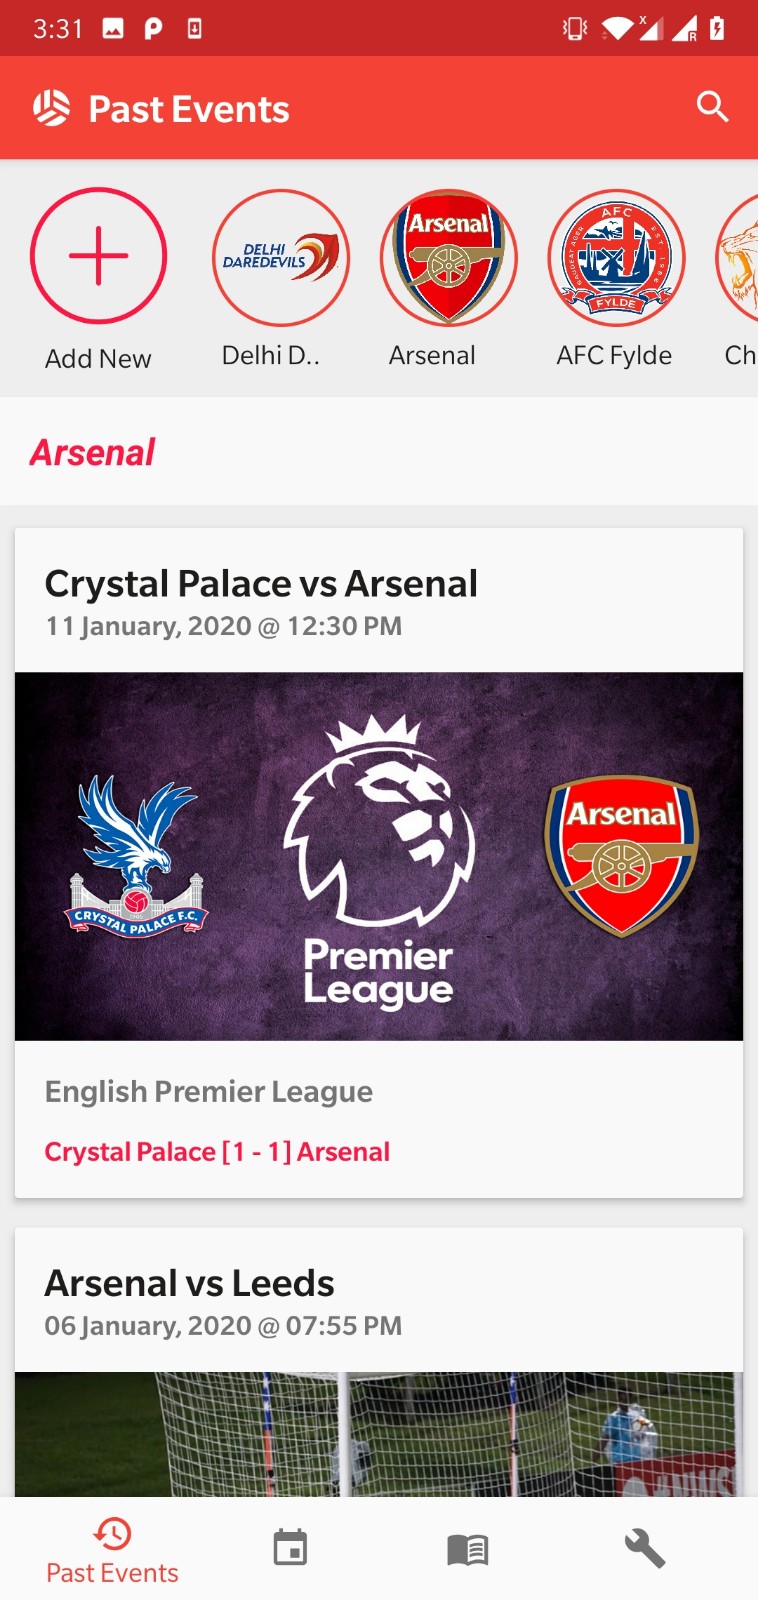 3:31
x
R
Past Events
DELHI
DAREDEVILS
Arsenal
AFC
FYLDE
Add New
Delhi D..
Arsenal
AFC Fylde
Ch
Arsenal
Crystal Palace vs Arsenal
11 January, 2020 @ 12:30 PM
Arsenal
CRYSTAL PALACE F.C.
Premier
League
English Premier League
Crystal Palace [1 - 1] Arsenal
Arsenal vs Leeds
06 January, 2020 @ 07:55 PM
Past Events